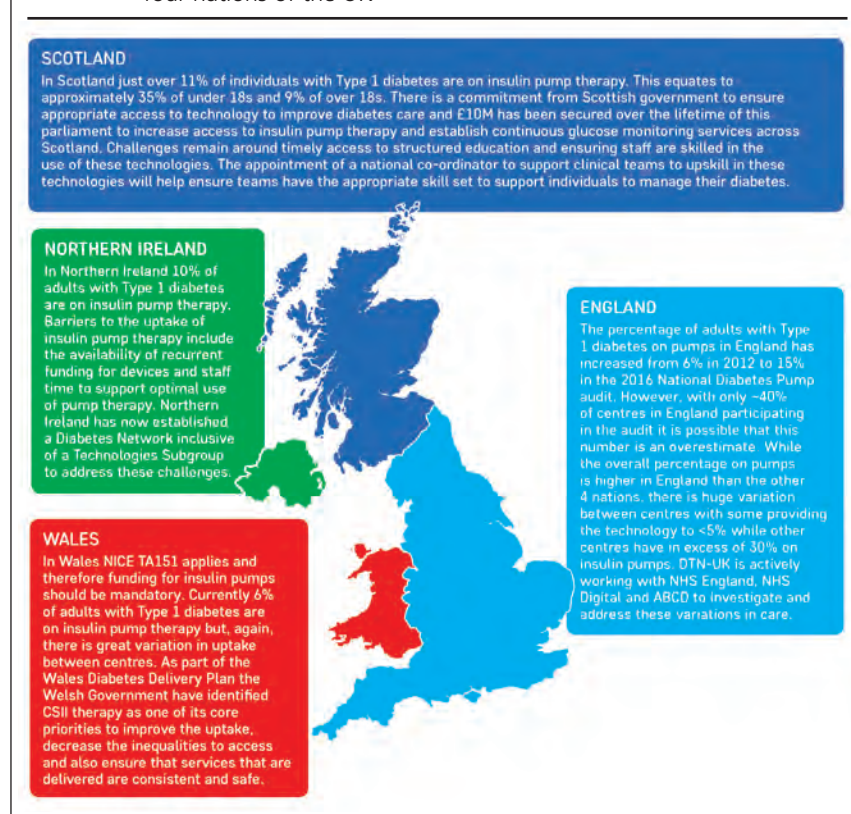 four nations of the UK
SCOTLAND
In Scotland just over 11% of individuals with Type 1 diabetes are on insulin pump therapy. This equates to
approximately 35% of under 18s and 9% of over 18s. There is a commitment from Scottish government to ensure
appropriate access to technology to improve diabetes care and £10M has been secured over the lifetime of this
parliament to increase access to insulin pump therapy and establish continuous glucose monitoring services across
Scotland. Challenges remain around timely access to structured education and ensuring staff are skilled in the
use of these technologies. The appointment of a national co-ordinator to support clinical teams to upskill in these
technologies will help ensure teams have the appropriate skill set to support individuals to manage their diabetes.
NORTHERN IRELAND
In Northern Ireland 10% of
adults with Type 1 diabetes
are on insulin pump therapy.
Barriers to the uptake of
insulin pump therapy include
the availability of recurrent
funding for devices and staff
time to support optimal use
of pump therapy. Northern
Ireland has now established
a Diabetes Network inclusive
of a Technologies Subgroup
to address these challenges.
ENGLAND
The percentage of adults with Type
1 diabetes on pumps in England has
increased from 6% in 2012 to 15%
in the 2016 National Diabetes Pump
audit. However, with only ~40%
of centres in England participating
in the audit it is possible that this
number is an overestimate. While
the overall percentage on pumps
is higher in England than the other
4 nations, there is huge variation
between centres with some providing
the technology to <5% while other
centres have in excess of 30% on
insulin pumps. DTN-UK is actively
working with NHS England, NHS
Digital and ABCD to investigate and
address these variations in care.
WALES
In Wales NICE TA151 applies and
therefore funding for insulin pumps
should be mandatory. Currently 6%
of adults with Type 1 diabetes are
on insulin pump therapy but, again,
there is great variation in uptake
between centres. As part of the
Wales Diabetes Delivery Plan the
Welsh Government have identified
CSII therapy as one of its core
priorities to improve the uptake,
decrease the inequalities to access
and also ensure that services that are
delivered are consistent and safe.